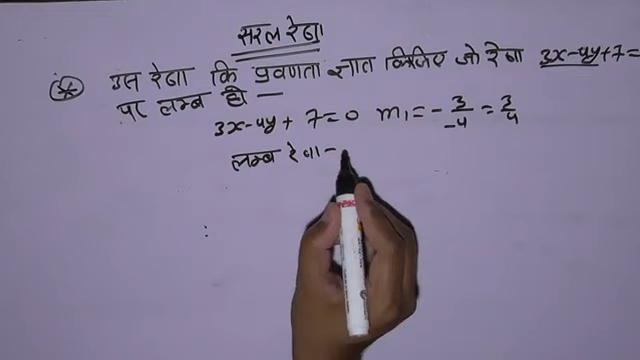 सरल रेखा
उस रेखा कि प्रवणता ज्ञात किजिए जो रेखा 3x-4y+7=
पर लम्ब हो —
3x-4y+7=0 m₁ = -3/-4 = 3/4
लम्ब रेखा -